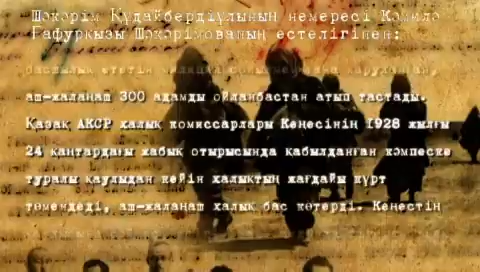 Шәкәрім Құдайбердіұлының немересі Кәмилә
Ғафурқызы Шәкәрімованың естелігінен:
аш-жалаңаш 300 адамды ойланбастан атып тастады.
Қазақ АКСР халық комиссарлары Кеңесінің 1928 жылғы
24 қаңтардағы жабық отырысында қабылданған кәмпеске
туралы қаулыдан кейін халықтың жағдайы күрт
төмендеді, аш-жалаңаш халық бас көтерді. Кеңестін